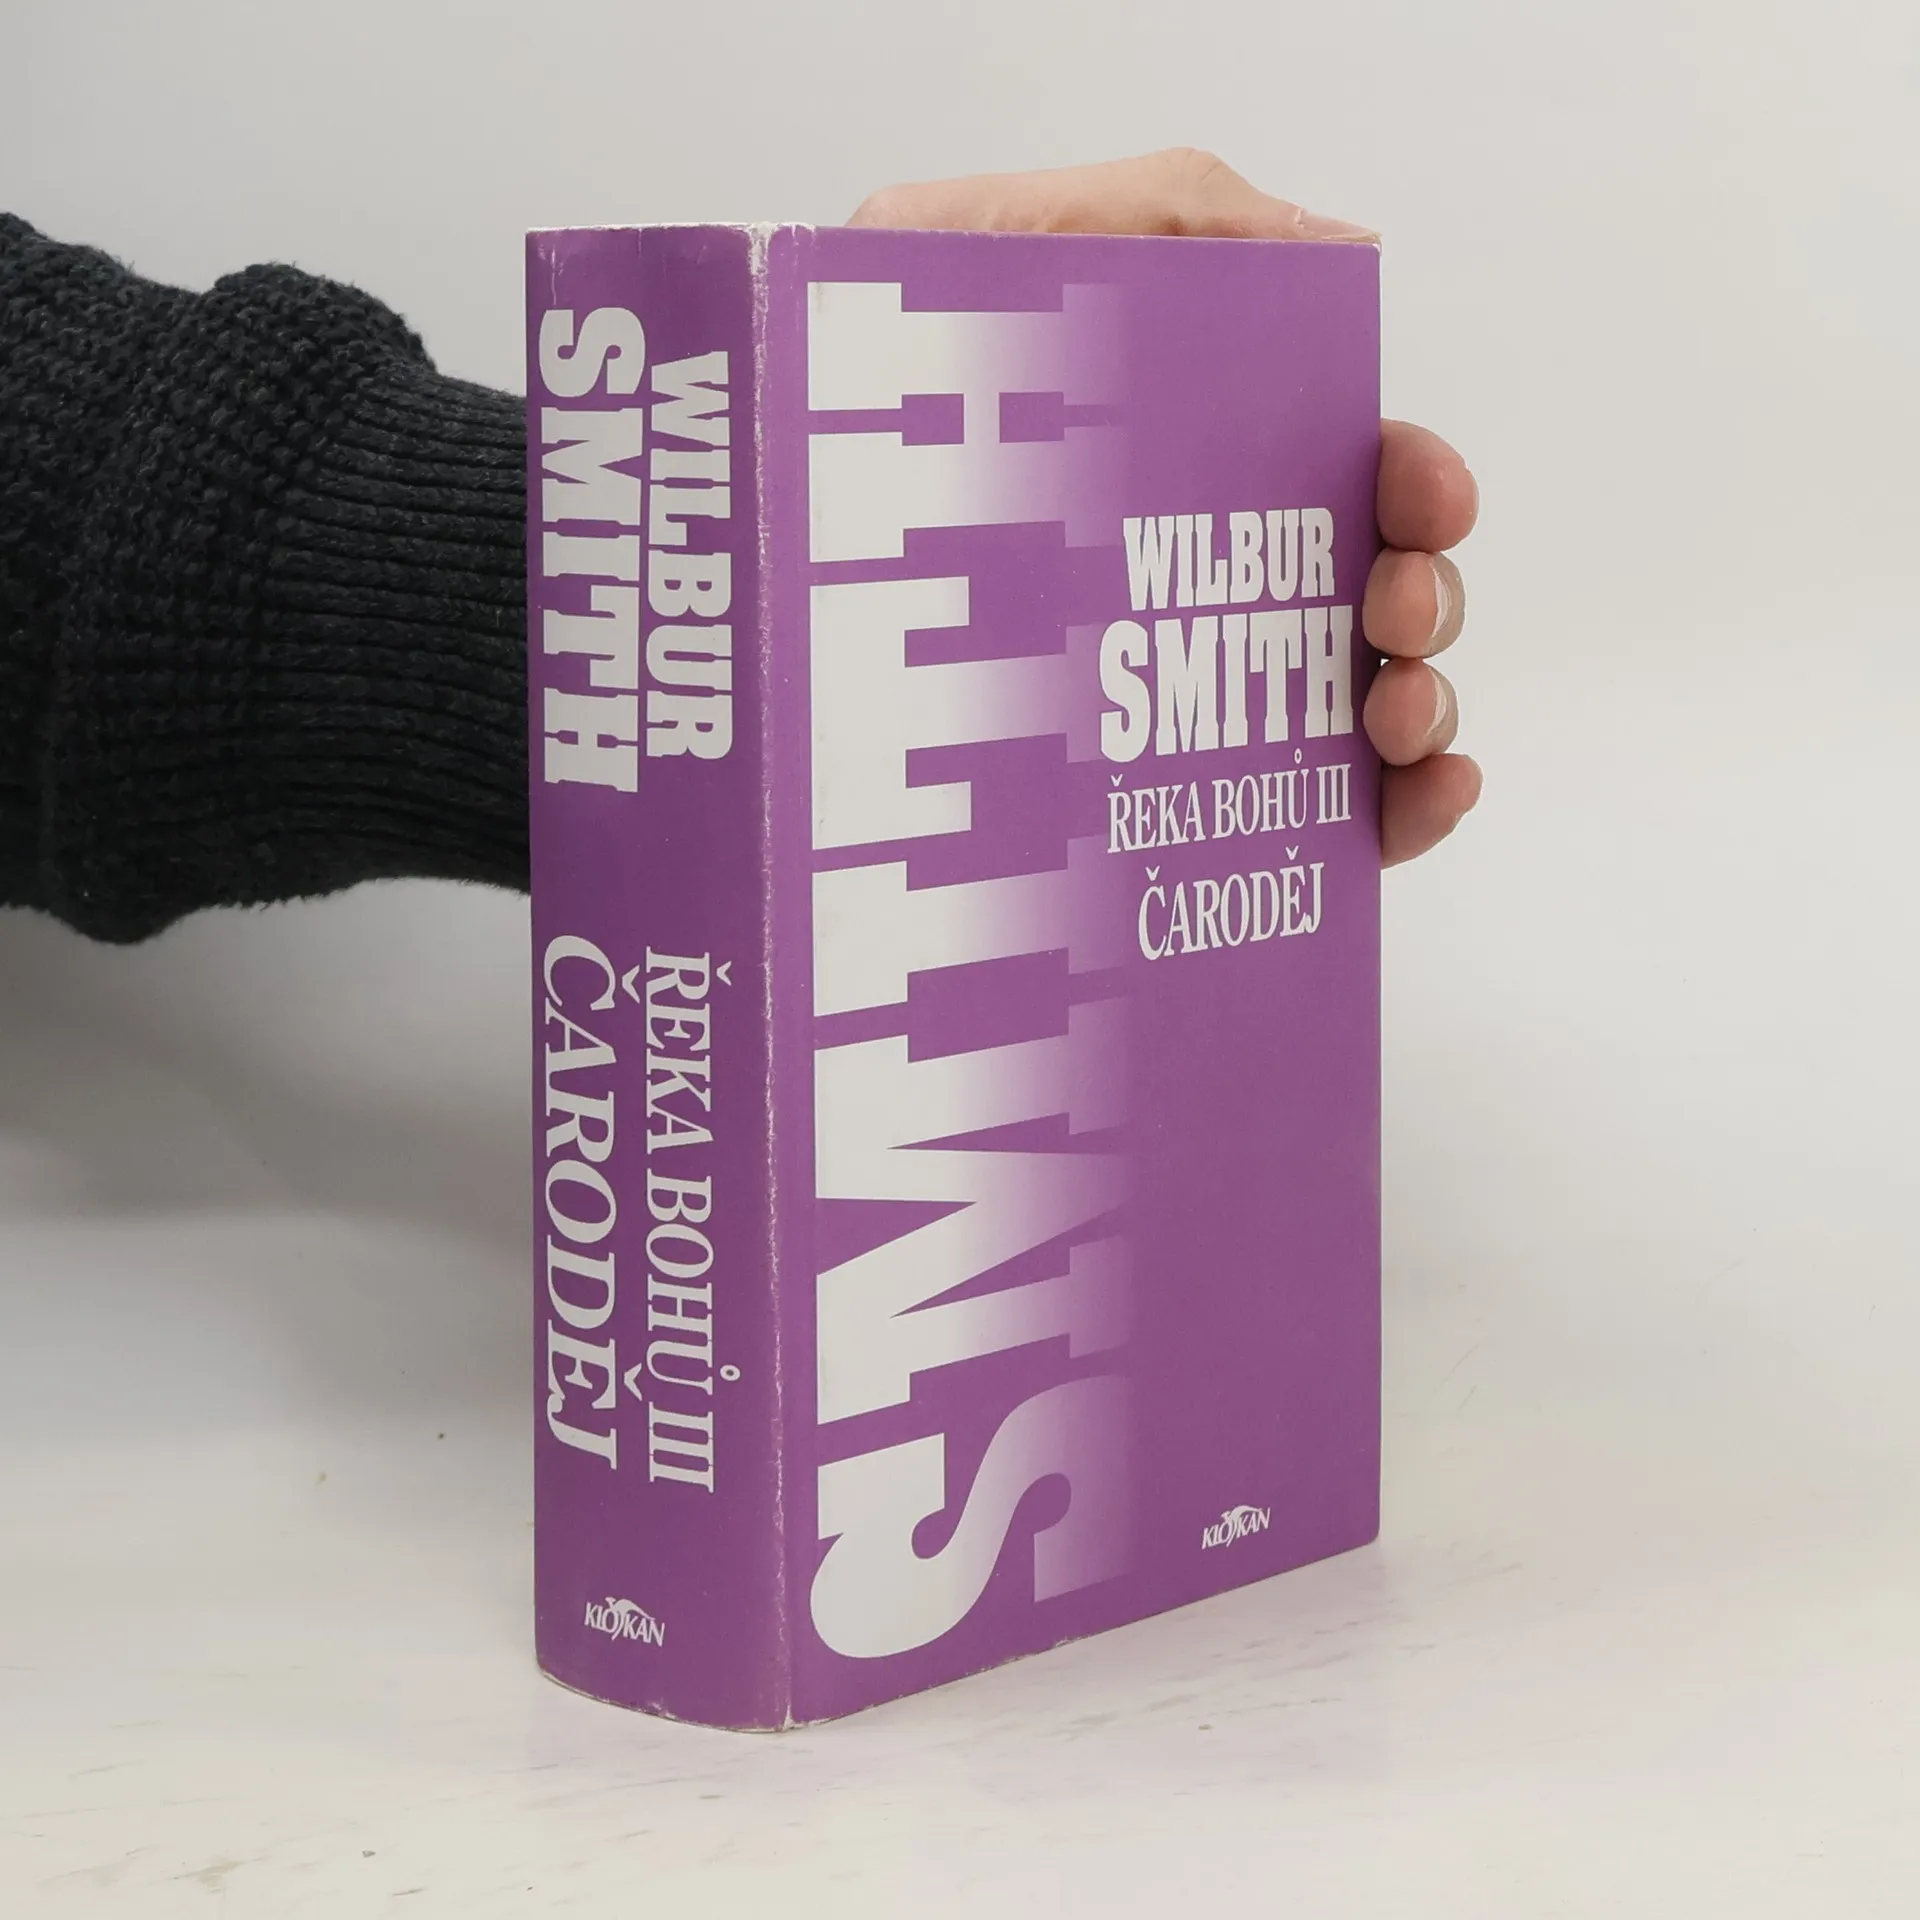 WILBUR
SMITH
ŘEKA BOHŮ III
ČARODĚJ
KLOKAN
SMITH
WILBUR
SMITH
ŘEKA BOHŮ III
ČARODĚJ
KLOKAN